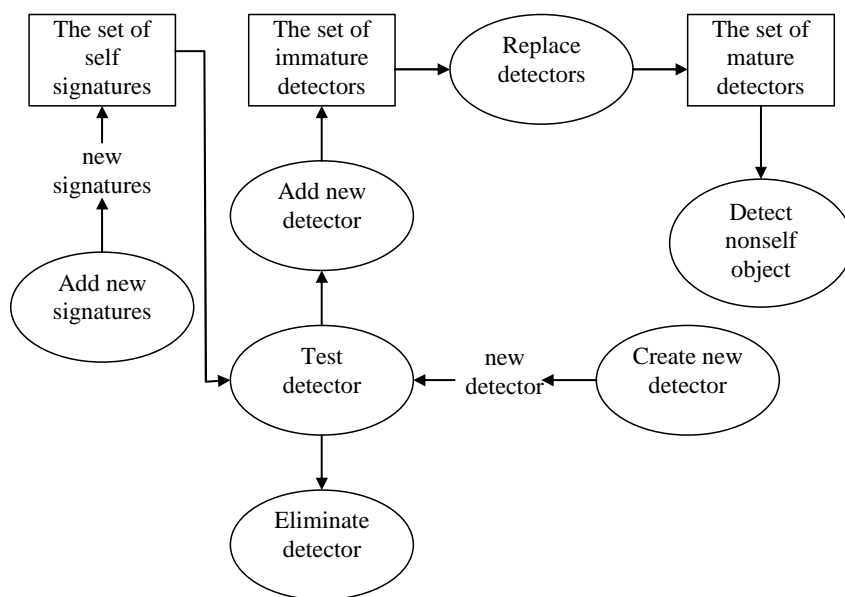 The set of
self
signatures
The set of
immature
detectors
Replace
detectors
The set of
mature
detectors
new
signatures
Add new
detector
Detect
nonself
object
Add new
signatures
Test
detector
new
detector
Create new
detector
Eliminate
detector